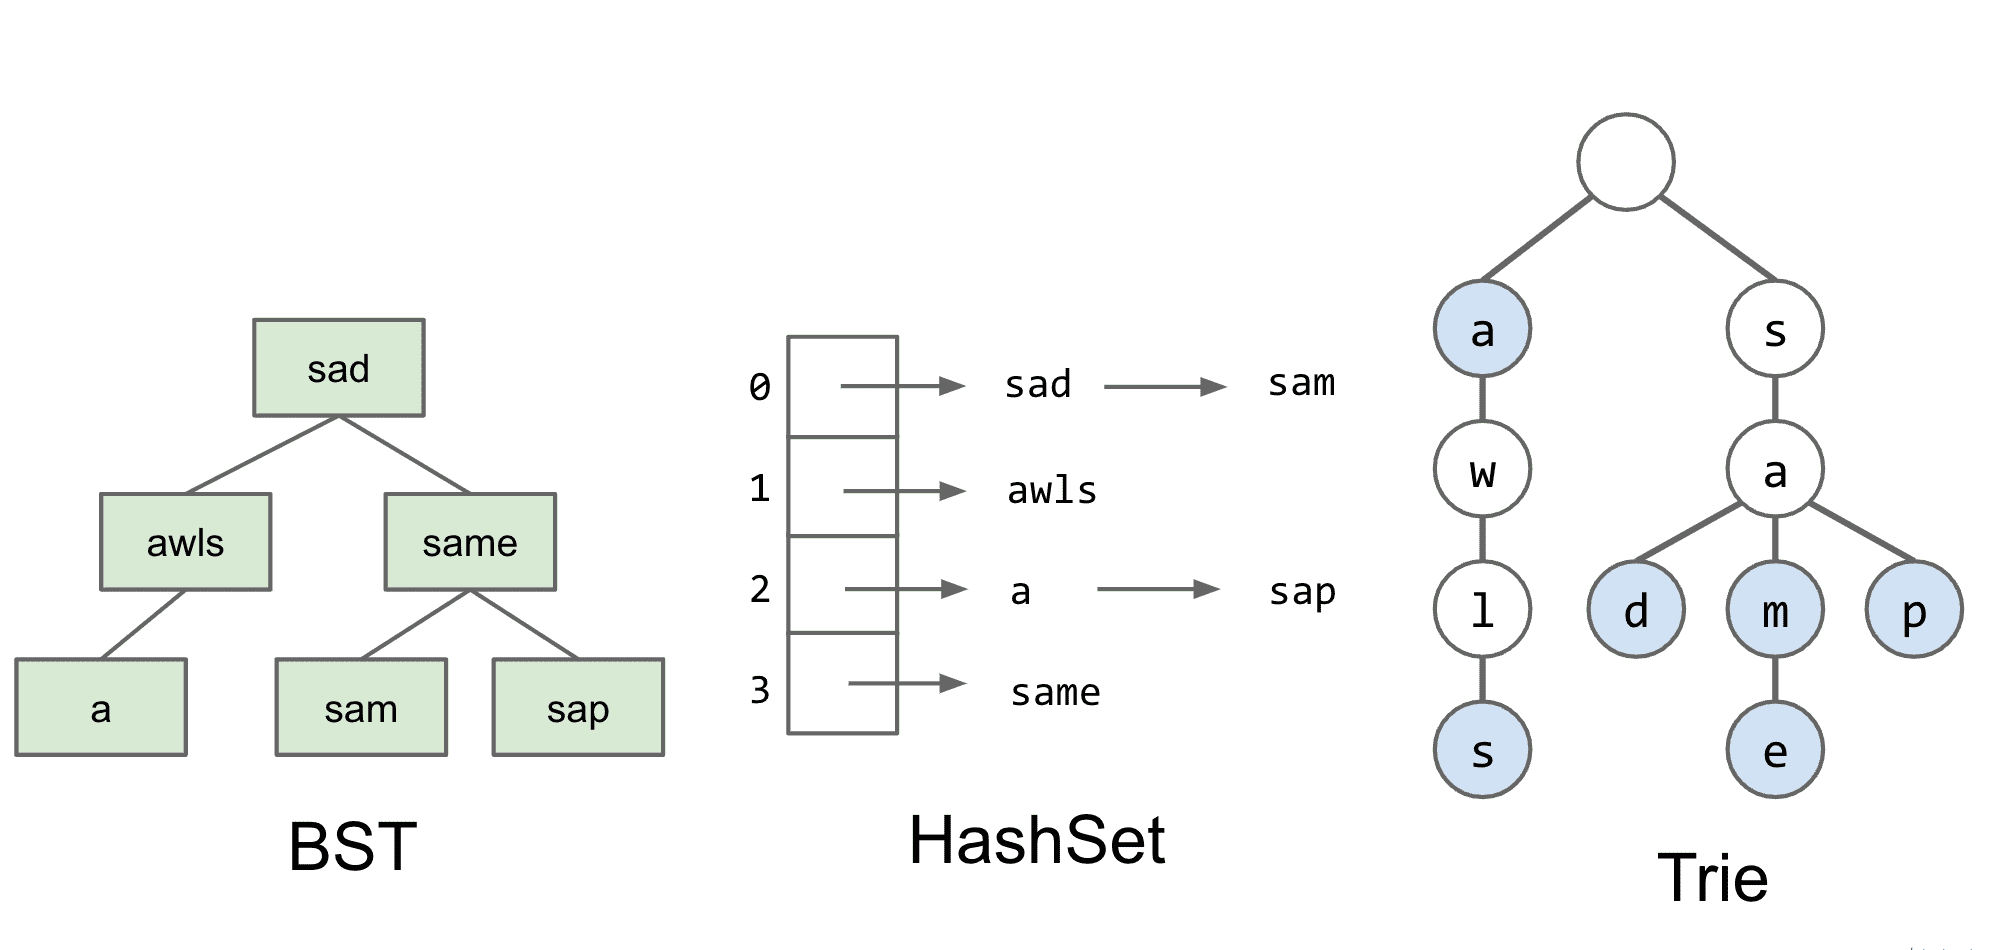 sad
awls
same
a
sam
sap
BST
0 sad sam
1 awls
2 a sap
3 same
HashSet
a
s
w
a
l
d
m
p
s
e
Trie